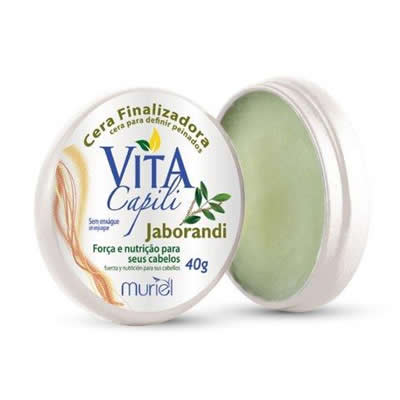 Cera Finalizadora
cera para definir peinados
VITA
Capili
Sem enxágue
sin enjuague
Jaborandi
Força e nutrição para
seus cabelos
fuerza y nutrición para sus cabellos
40g
muriel